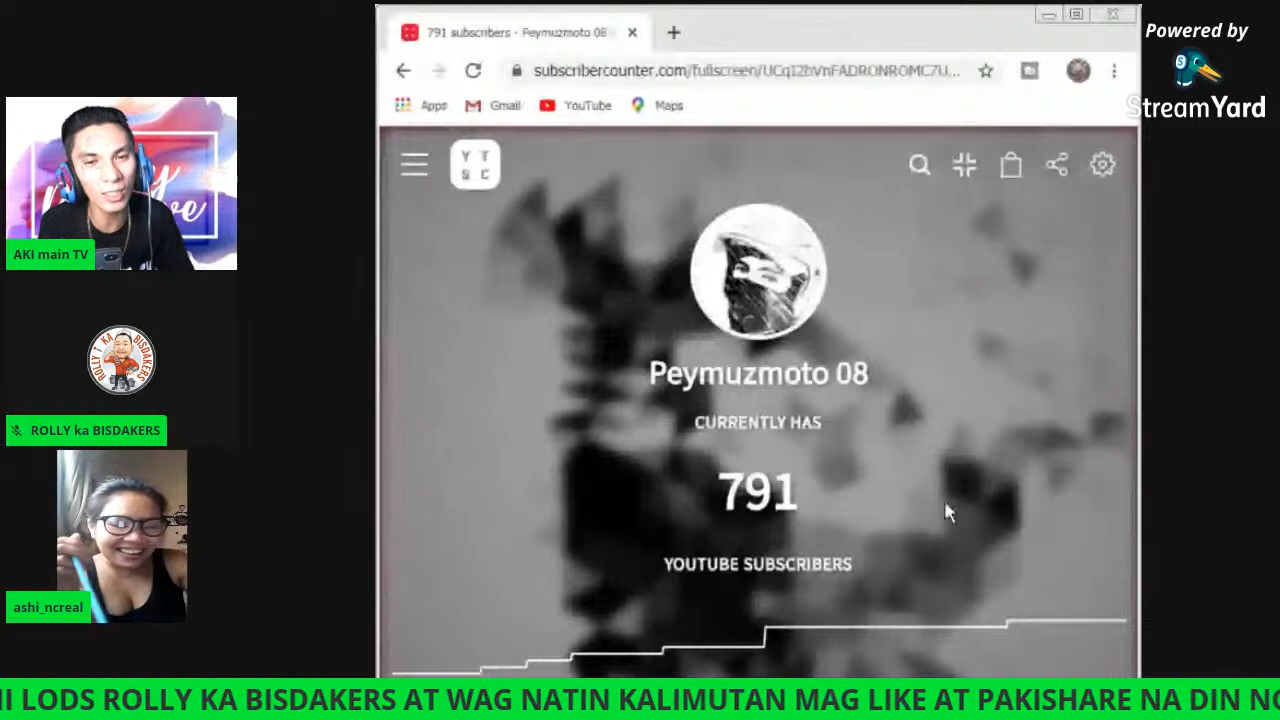 791 subscribers - Peymuzmoto 08
Powered by
StreamYard
Apps Gmail YouTube Maps
Y T
S C
AKI main TV
Peymuzmoto 08
CURRENTLY HAS
ROLLY ka BISDAKERS
791
YOUTUBE SUBSCRIBERS
ashi_ncreal
LODS ROLLY KA BISDAKERS AT WAG NATIN KALIMUTAN MAG LIKE AT PAKISHARE NA DIN